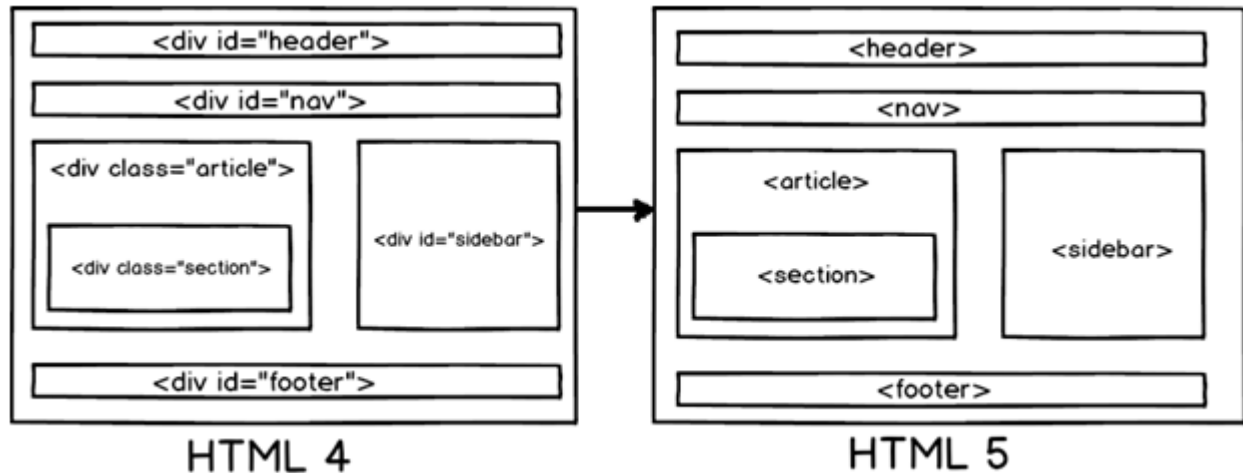 <div id="header">
<div id="nav">
<div class="article">
<div class="section">
<div id="sidebar">
<div id="footer">
HTML 4
<header>
<nav>
<article>
<section>
<sidebar>
<footer>
HTML 5